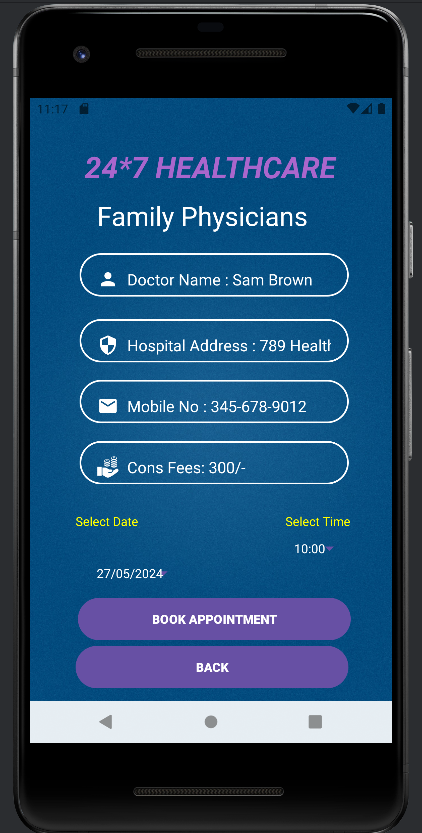 11:17
24*7 HEALTHCARE
Family Physicians
Doctor Name : Sam Brown
Hospital Address : 789 Healt
Mobile No : 345-678-9012
Cons Fees: 300/-
Select Date
Select Time
10:00
27/05/2024
BOOK APPOINTMENT
BACK